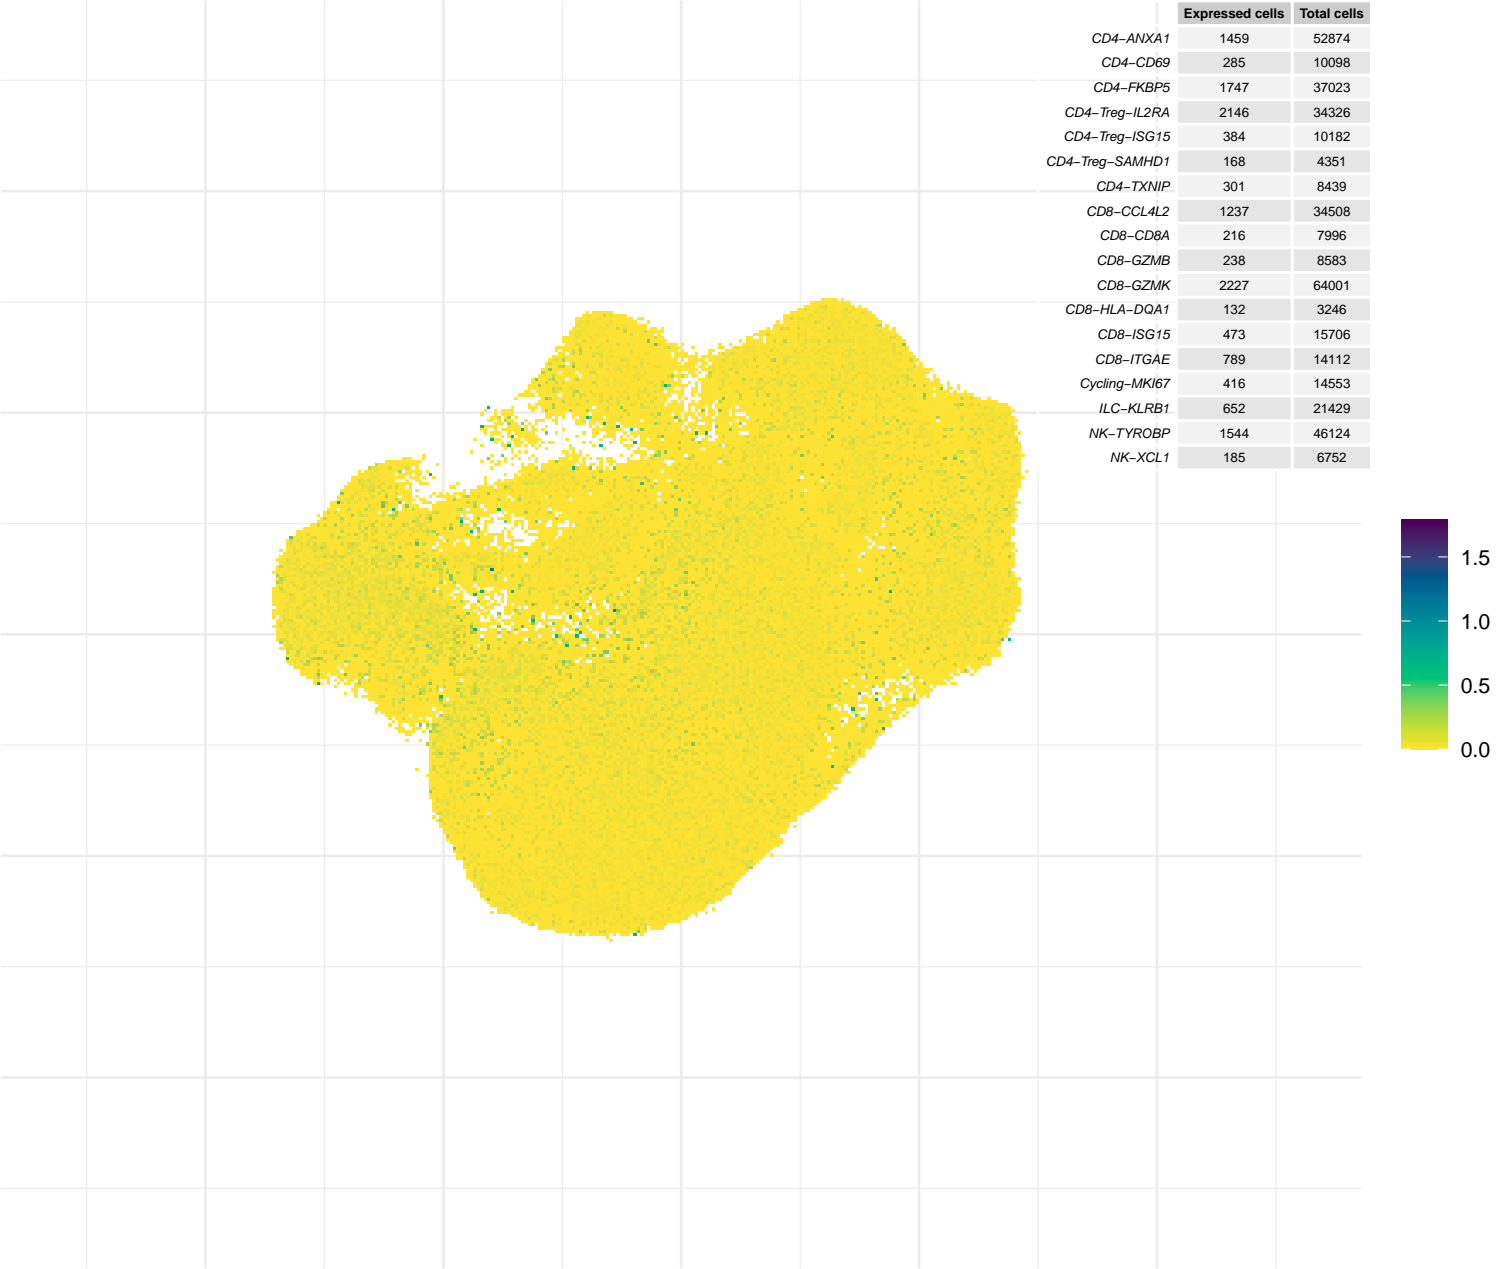 Expressed cells Total cells
CD4−ANXA1 1459 52874
CD4−CD69 285 10098
CD4−FKBP5 1747 37023
CD4−Treg−IL2RA 2146 34326
CD4−Treg−ISG15 384 10182
CD4−Treg−SAMHD1 168 4351
CD4−TXNIP 301 8439
CD8−CCL4L2 1237 34508
CD8−CD8A 216 7996
CD8−GZMB 238 8583
CD8−GZMK 2227 64001
CD8−HLA−DQA1 132 3246
CD8−ISG15 473 15706
CD8−ITGAE 789 14112
Cycling−MKI67 416 14553
ILC−KLRB1 652 21429
NK−TYROBP 1544 46124
NK−XCL1 185 6752
1.5
1.0
0.5
0.0